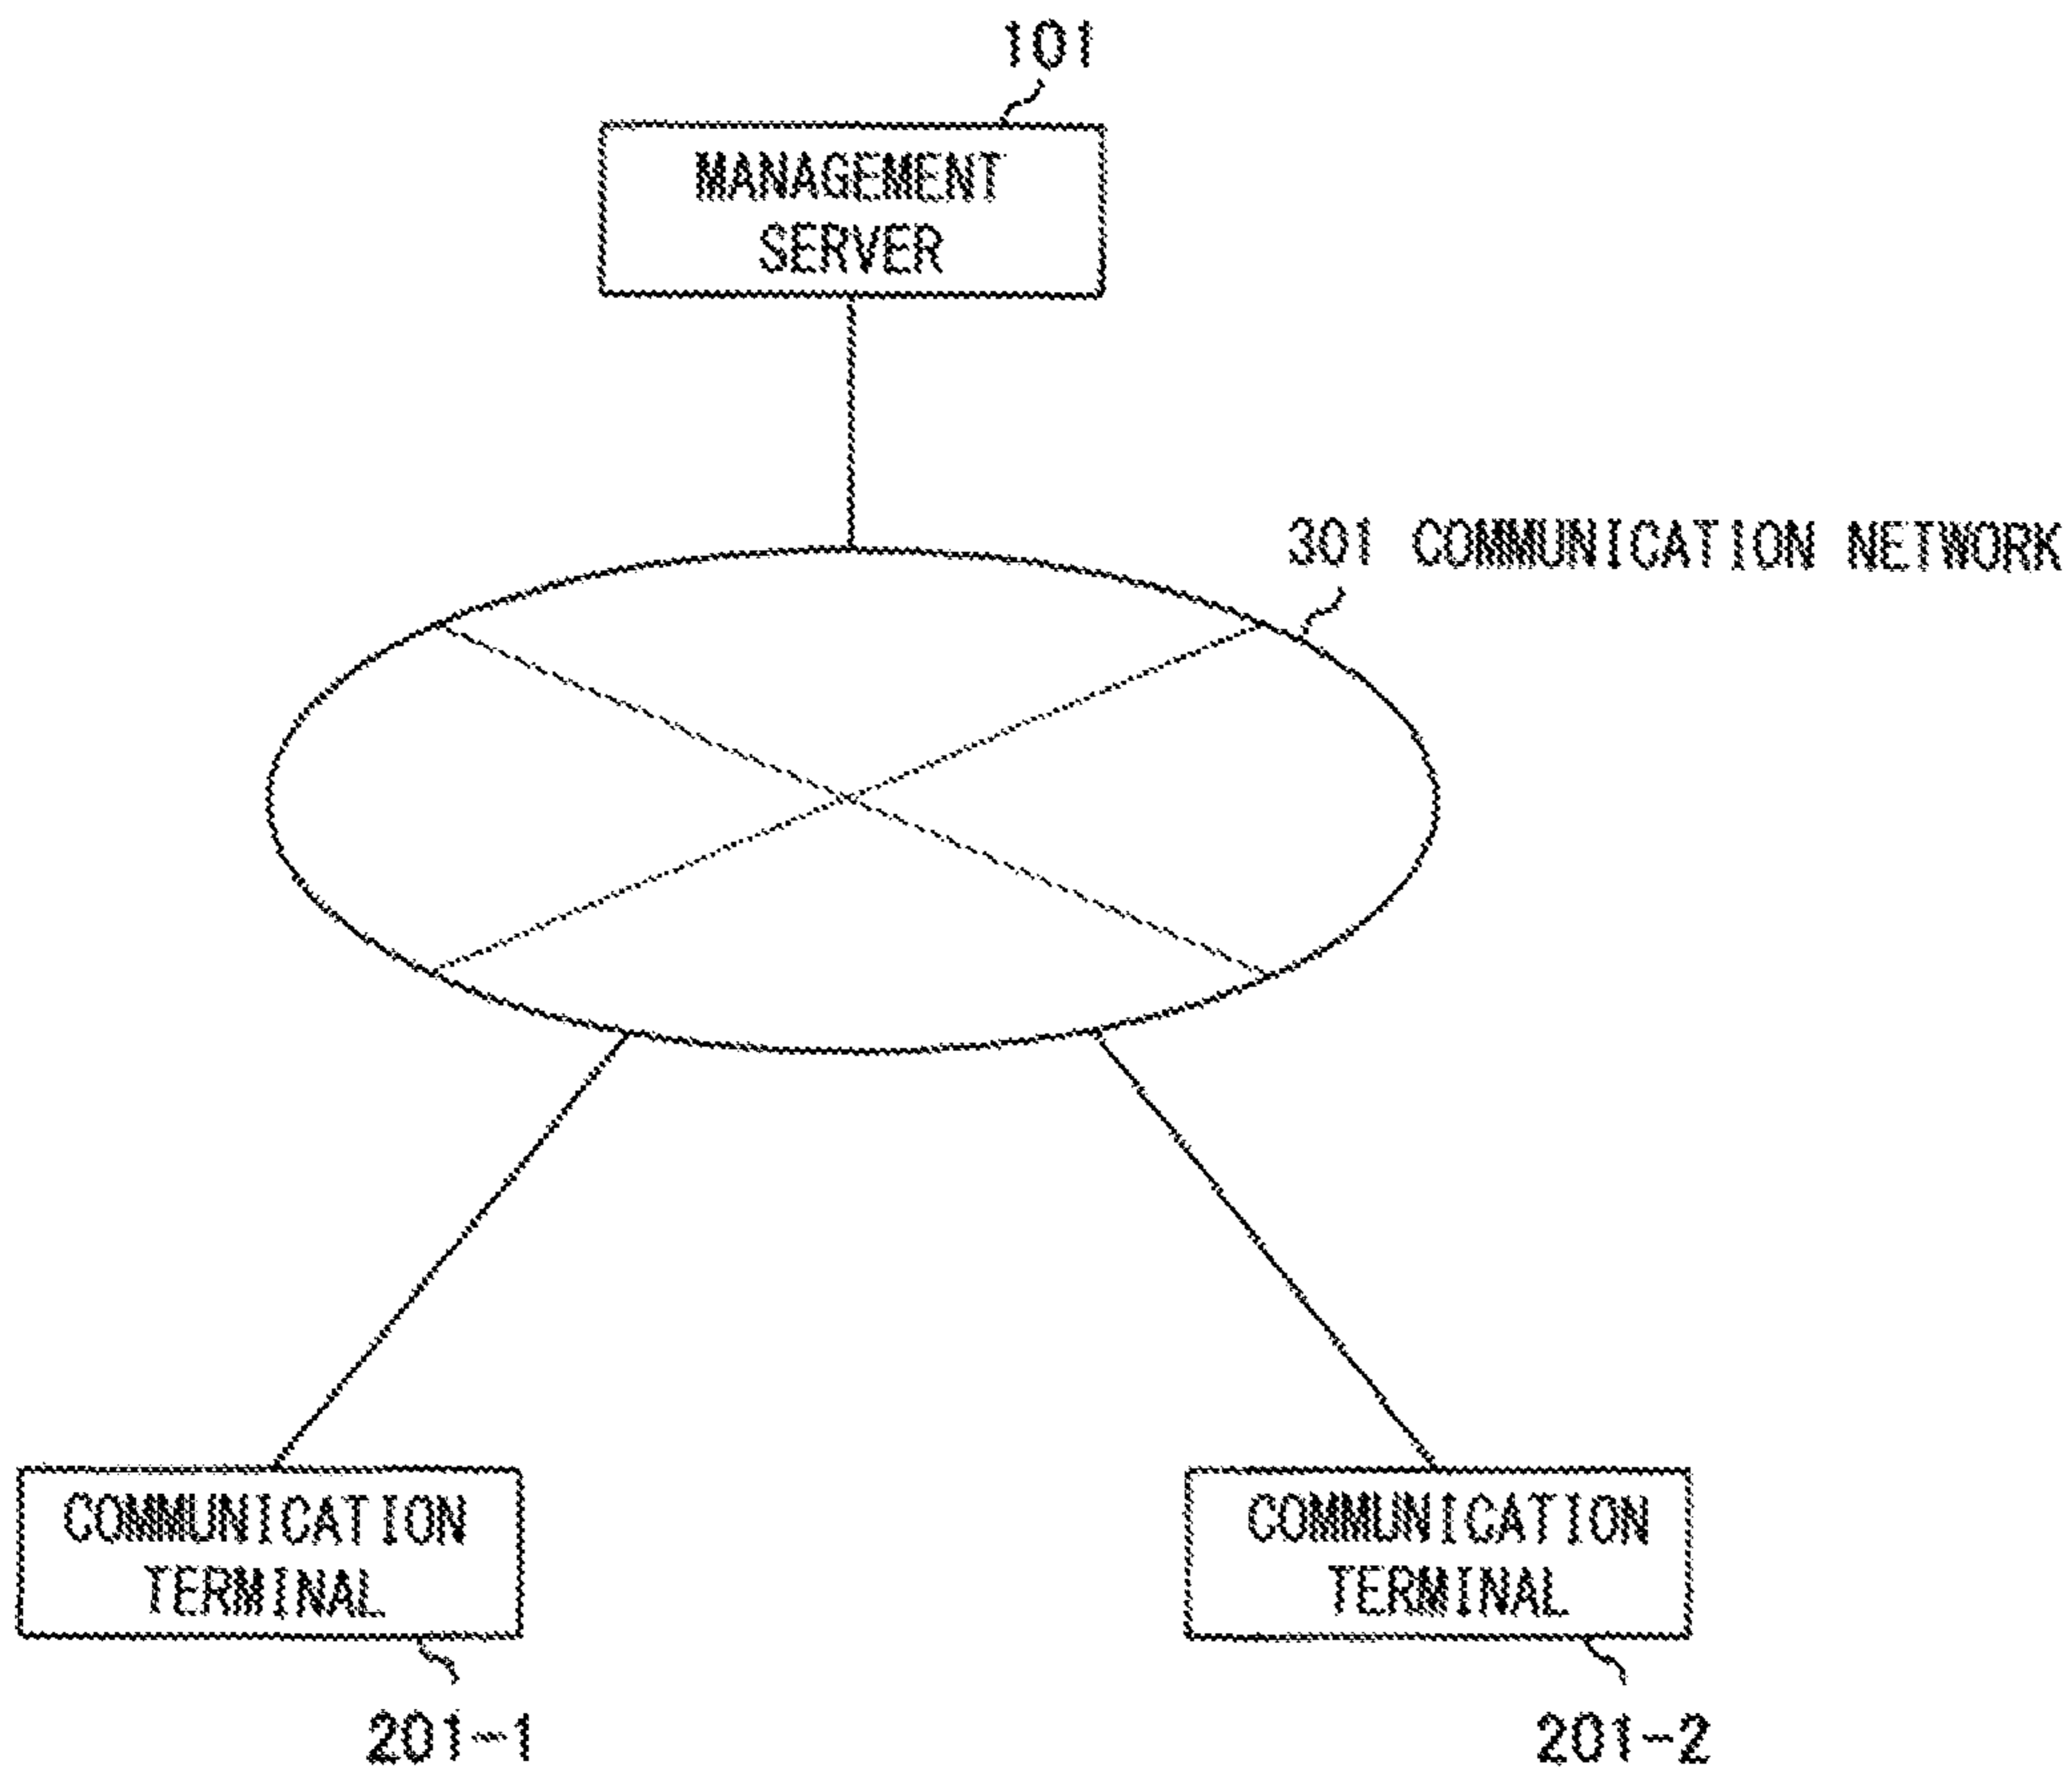 101
MANAGEMENT
SERVER
301 COMMUNICATION NETWORK
COMMUNICATION
TERMINAL
COMMUNICATION
TERMINAL
201-1
201-2